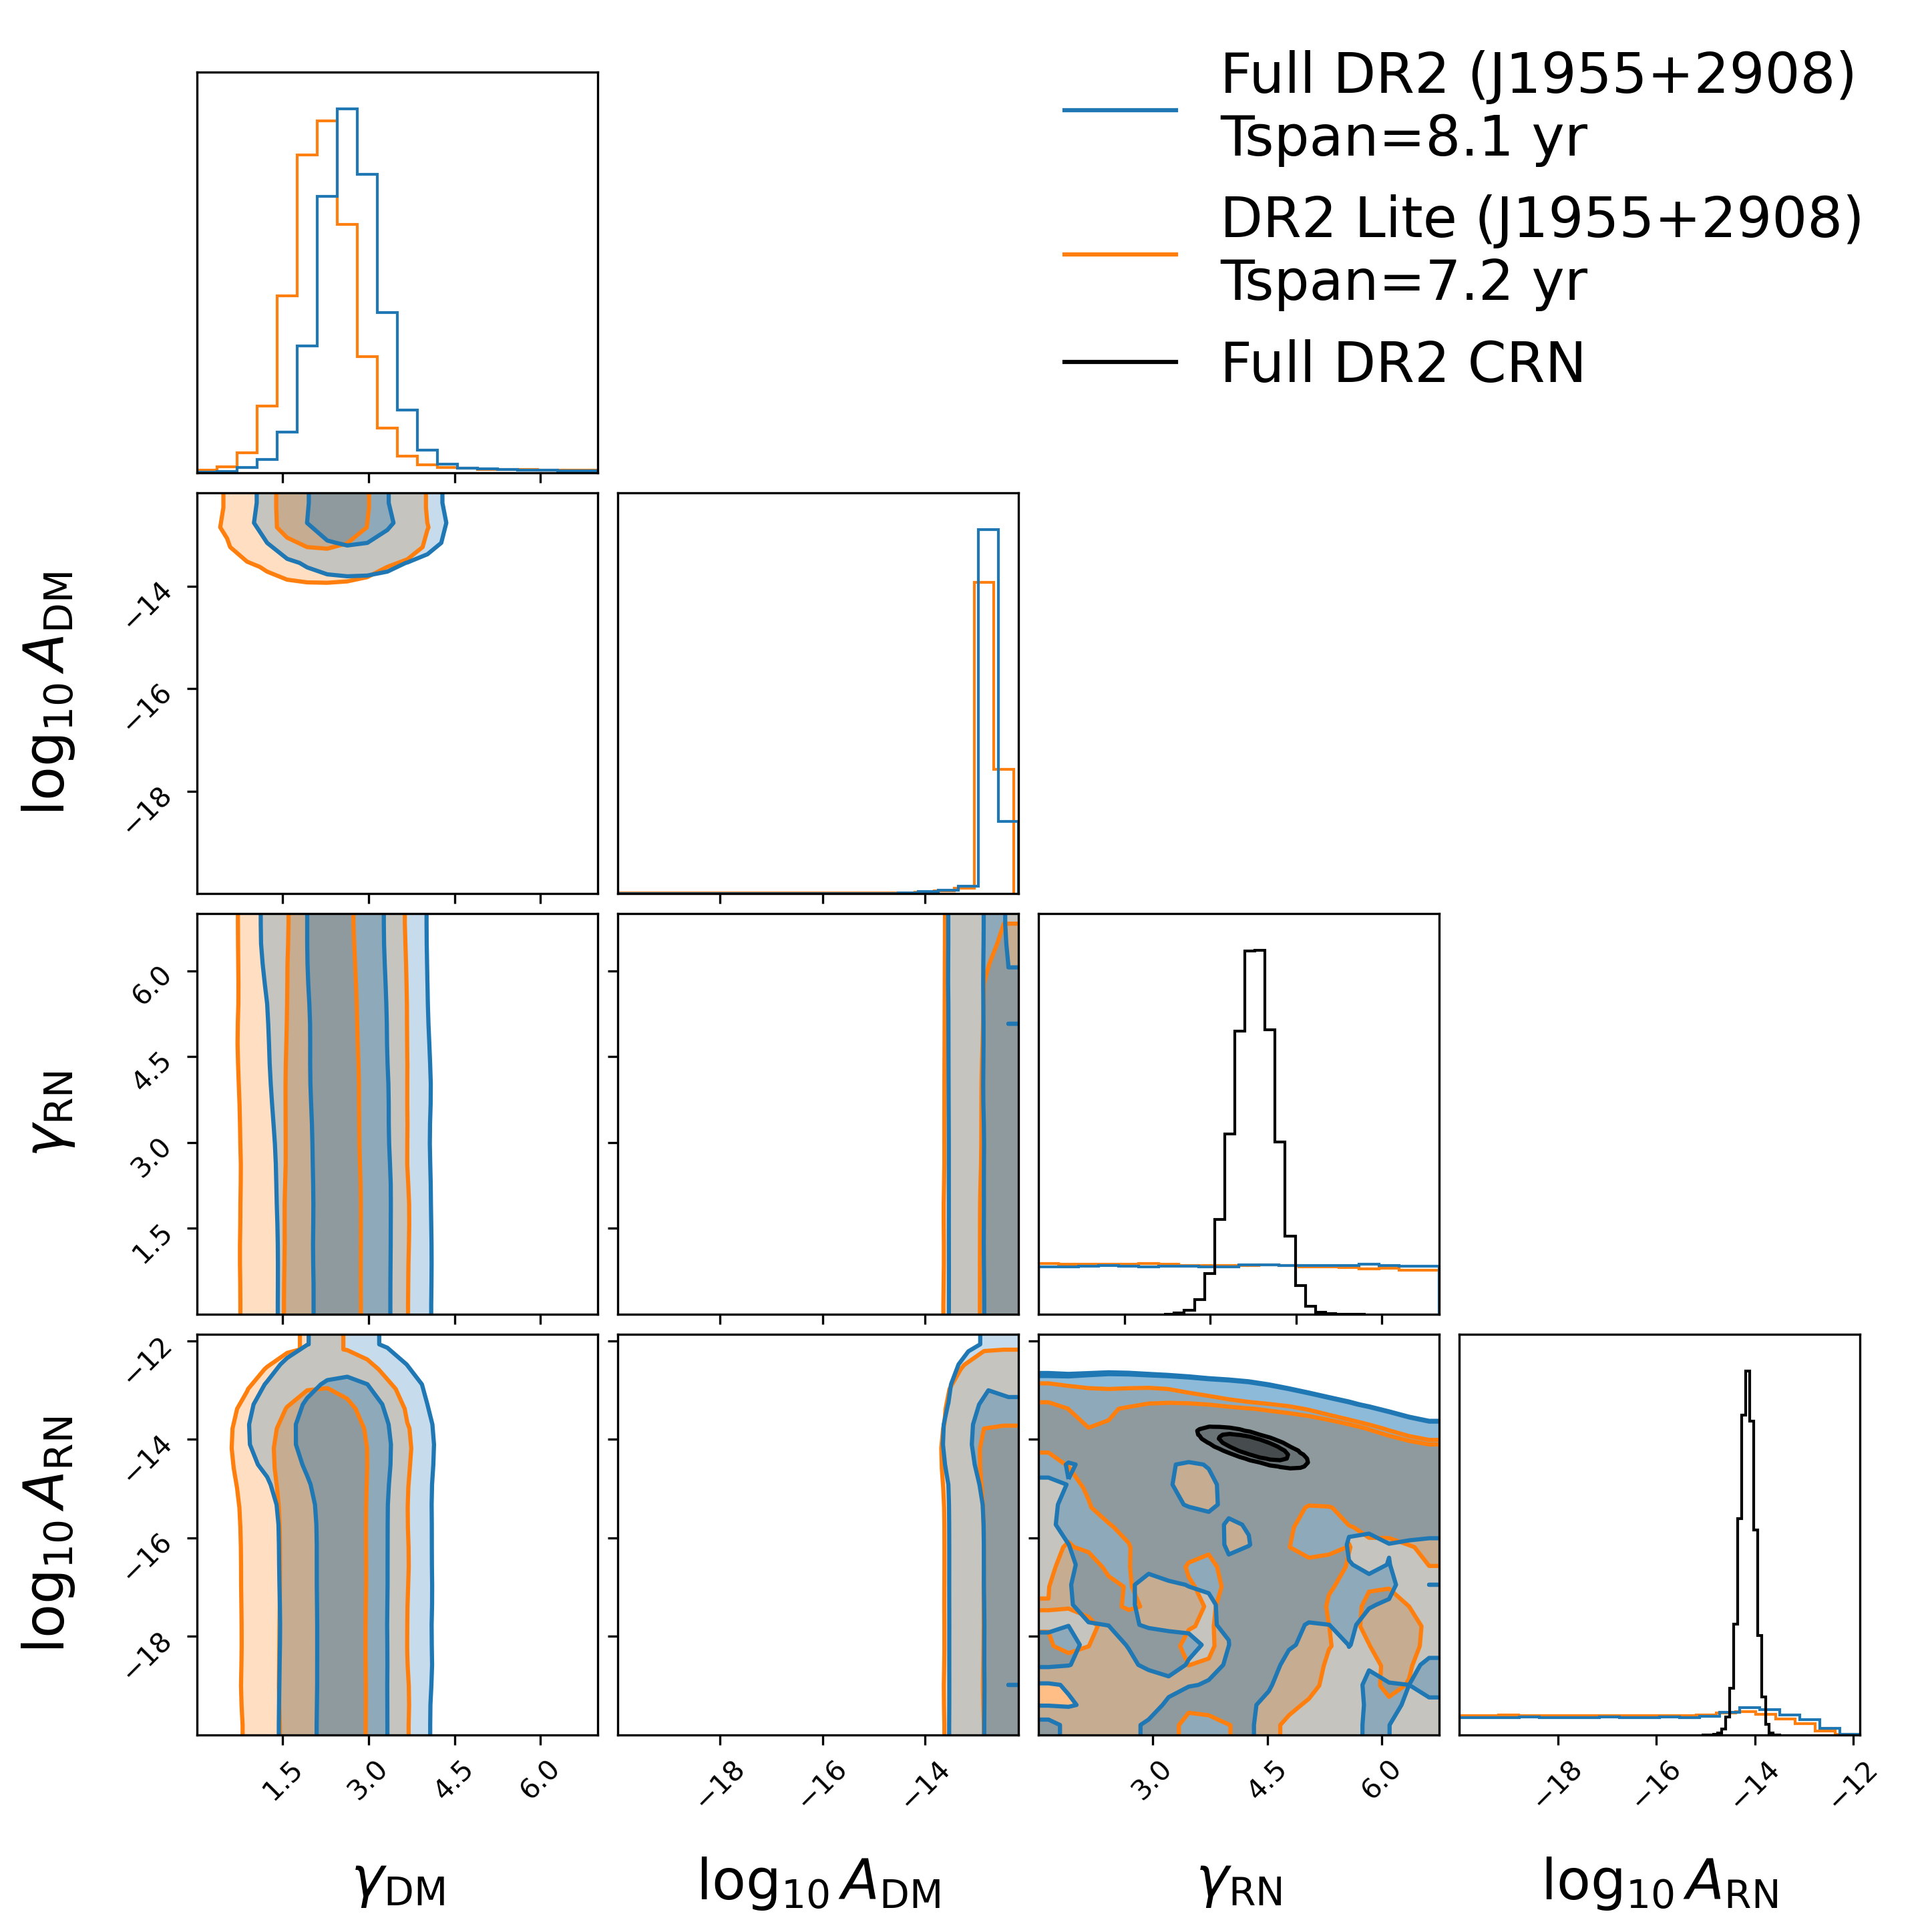 Full DR2 (J1955+2908)
Tspan=8.1 yr
DR2 Lite (J1955+2908)
Tspan=7.2 yr
Full DR2 CRN
log10 ADM
−14
−16
−18
γRN
6.0
4.5
3.0
1.5
log10 ARN
−12
−14
−16
−18
1.5 3.0 4.5 6.0 −18 −16 −14 3.0 4.5 6.0 −18 −16 −14 −12
γDM log10 ADM γRN log10 ARN